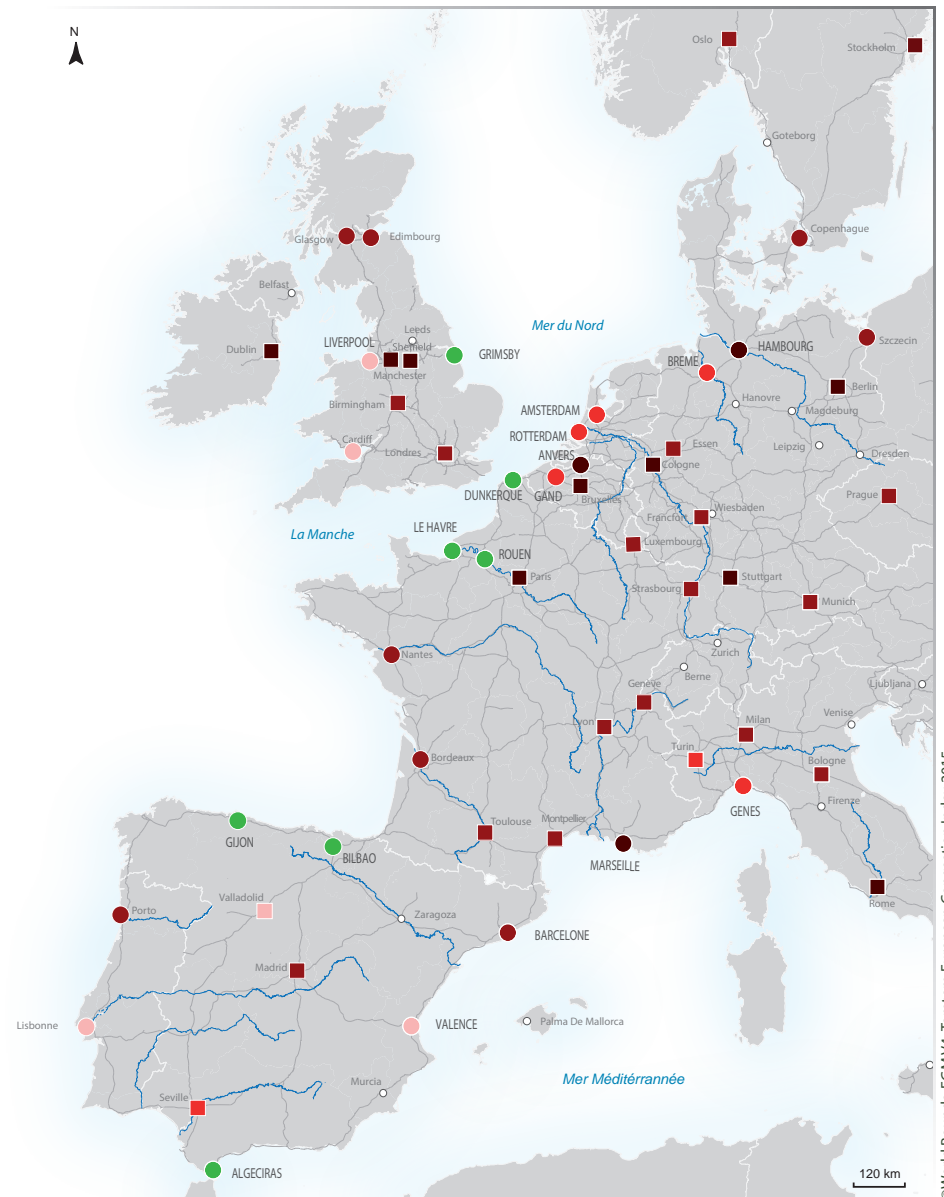 N
Oslo
Stockholm
Goteborg
Glasgow
Edimbourg
Copenhague
Belfast
Mer du Nord
Leeds
LIVERPOOL
Sheffield
GRIMSBY
Dublin
Manchester
HAMBOURG
Szczecin
BREME
Berlin
Birmingham
Hanovre
Magdeburg
AMSTERDAM
ROTTERDAM
Cardiff
Londres
Essen
Leipzig
Dresden
ANVERS
Cologne
DUNKERQUE
GAND
Bruxelles
Prague
Wiesbaden
Francfort
LE HAVRE
La Manche
Luxembourg
ROUEN
Paris
Stuttgart
Strasbourg
Munich
Nantes
Zurich
Berne
Genève
Ljubljana
Lyon
Milan
Venise
Turin
Bordeaux
Bologne
Firenze
GENES
Toulouse
Montpellier
GIJON
BILBAO
MARSEILLE
Valladolid
Rome
Porto
Zaragoza
BARCELONE
Madrid
Lisbonne
VALENCE
Palma De Mallorca
Mer Méditérrannée
Murcia
Seville
ALGECIRAS
120 km